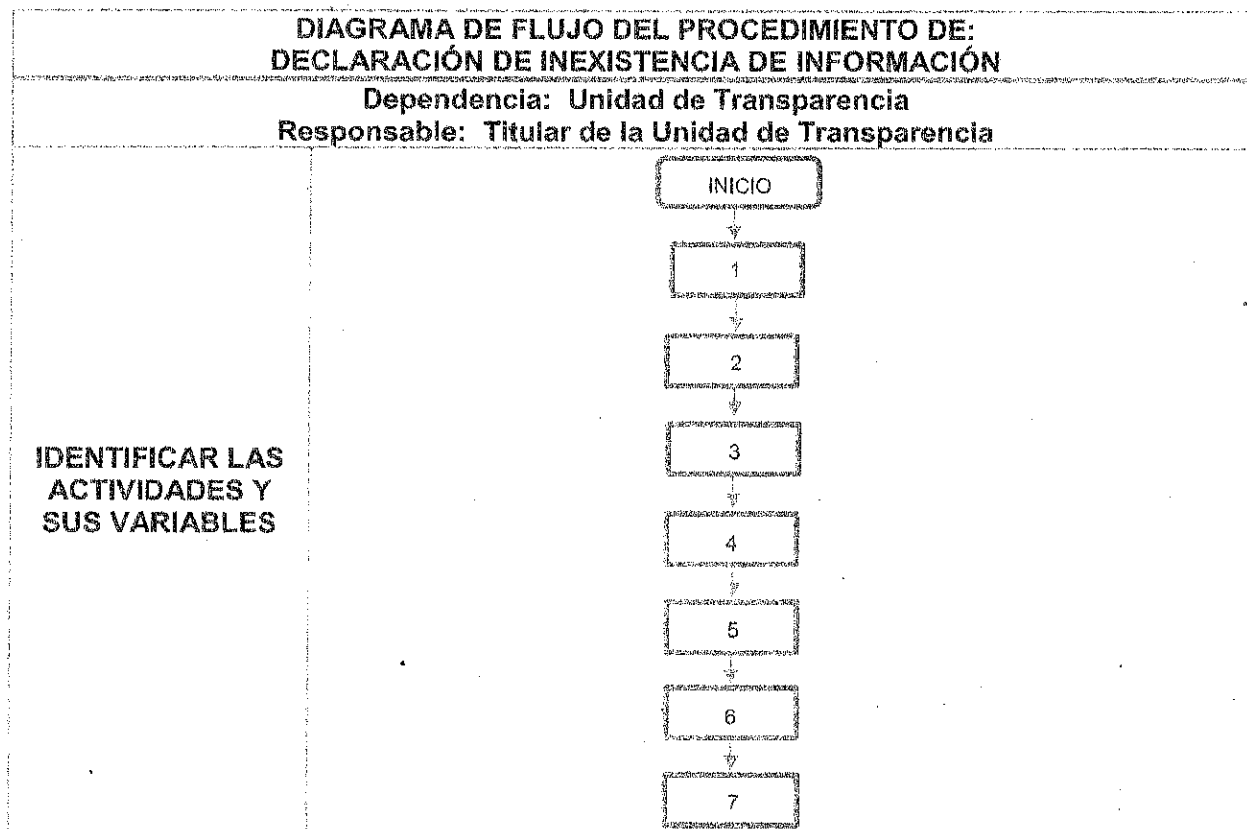 DIAGRAMA DE FLUJO DEL PROCEDIMIENTO DE:
DECLARACIÓN DE INEXISTENCIA DE INFORMACIÓN
Dependencia: Unidad de Transparencia
Responsable: Titular de la Unidad de Transparencia
IDENTIFICAR LAS
ACTIVIDADES Y
SUS VARIABLES
INICIO
1
2
3
4
5
6
7